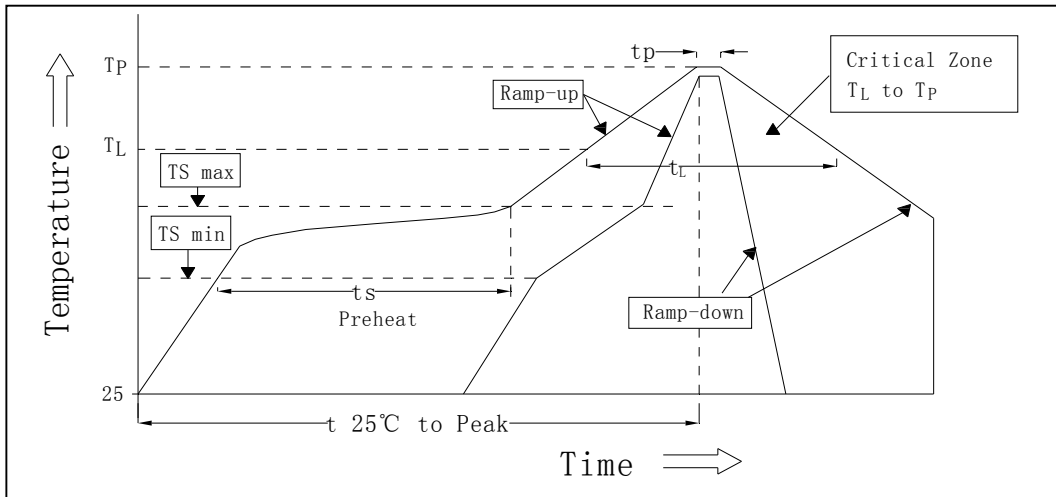 tp
TP
Critical Zone
TL to TP
Ramp-up
TL
tL
TS max
TS min
ts
Preheat
Ramp-down
25
t 25℃ to Peak
Temperature
Time